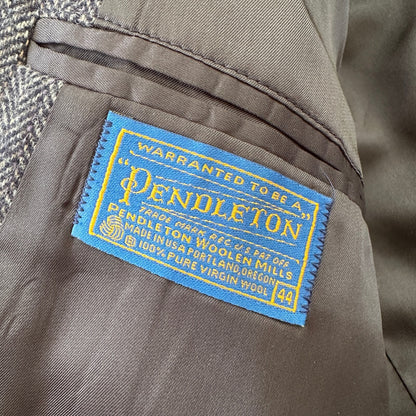 WARRANTED TO BE A
"PENDLETON"
TRADE MARK REG. U.S. PAT. OFF.
PENDLETON WOOLEN MILLS
MADE IN USA PORTLAND, OREGON
100% PURE VIRGIN WOOL
44